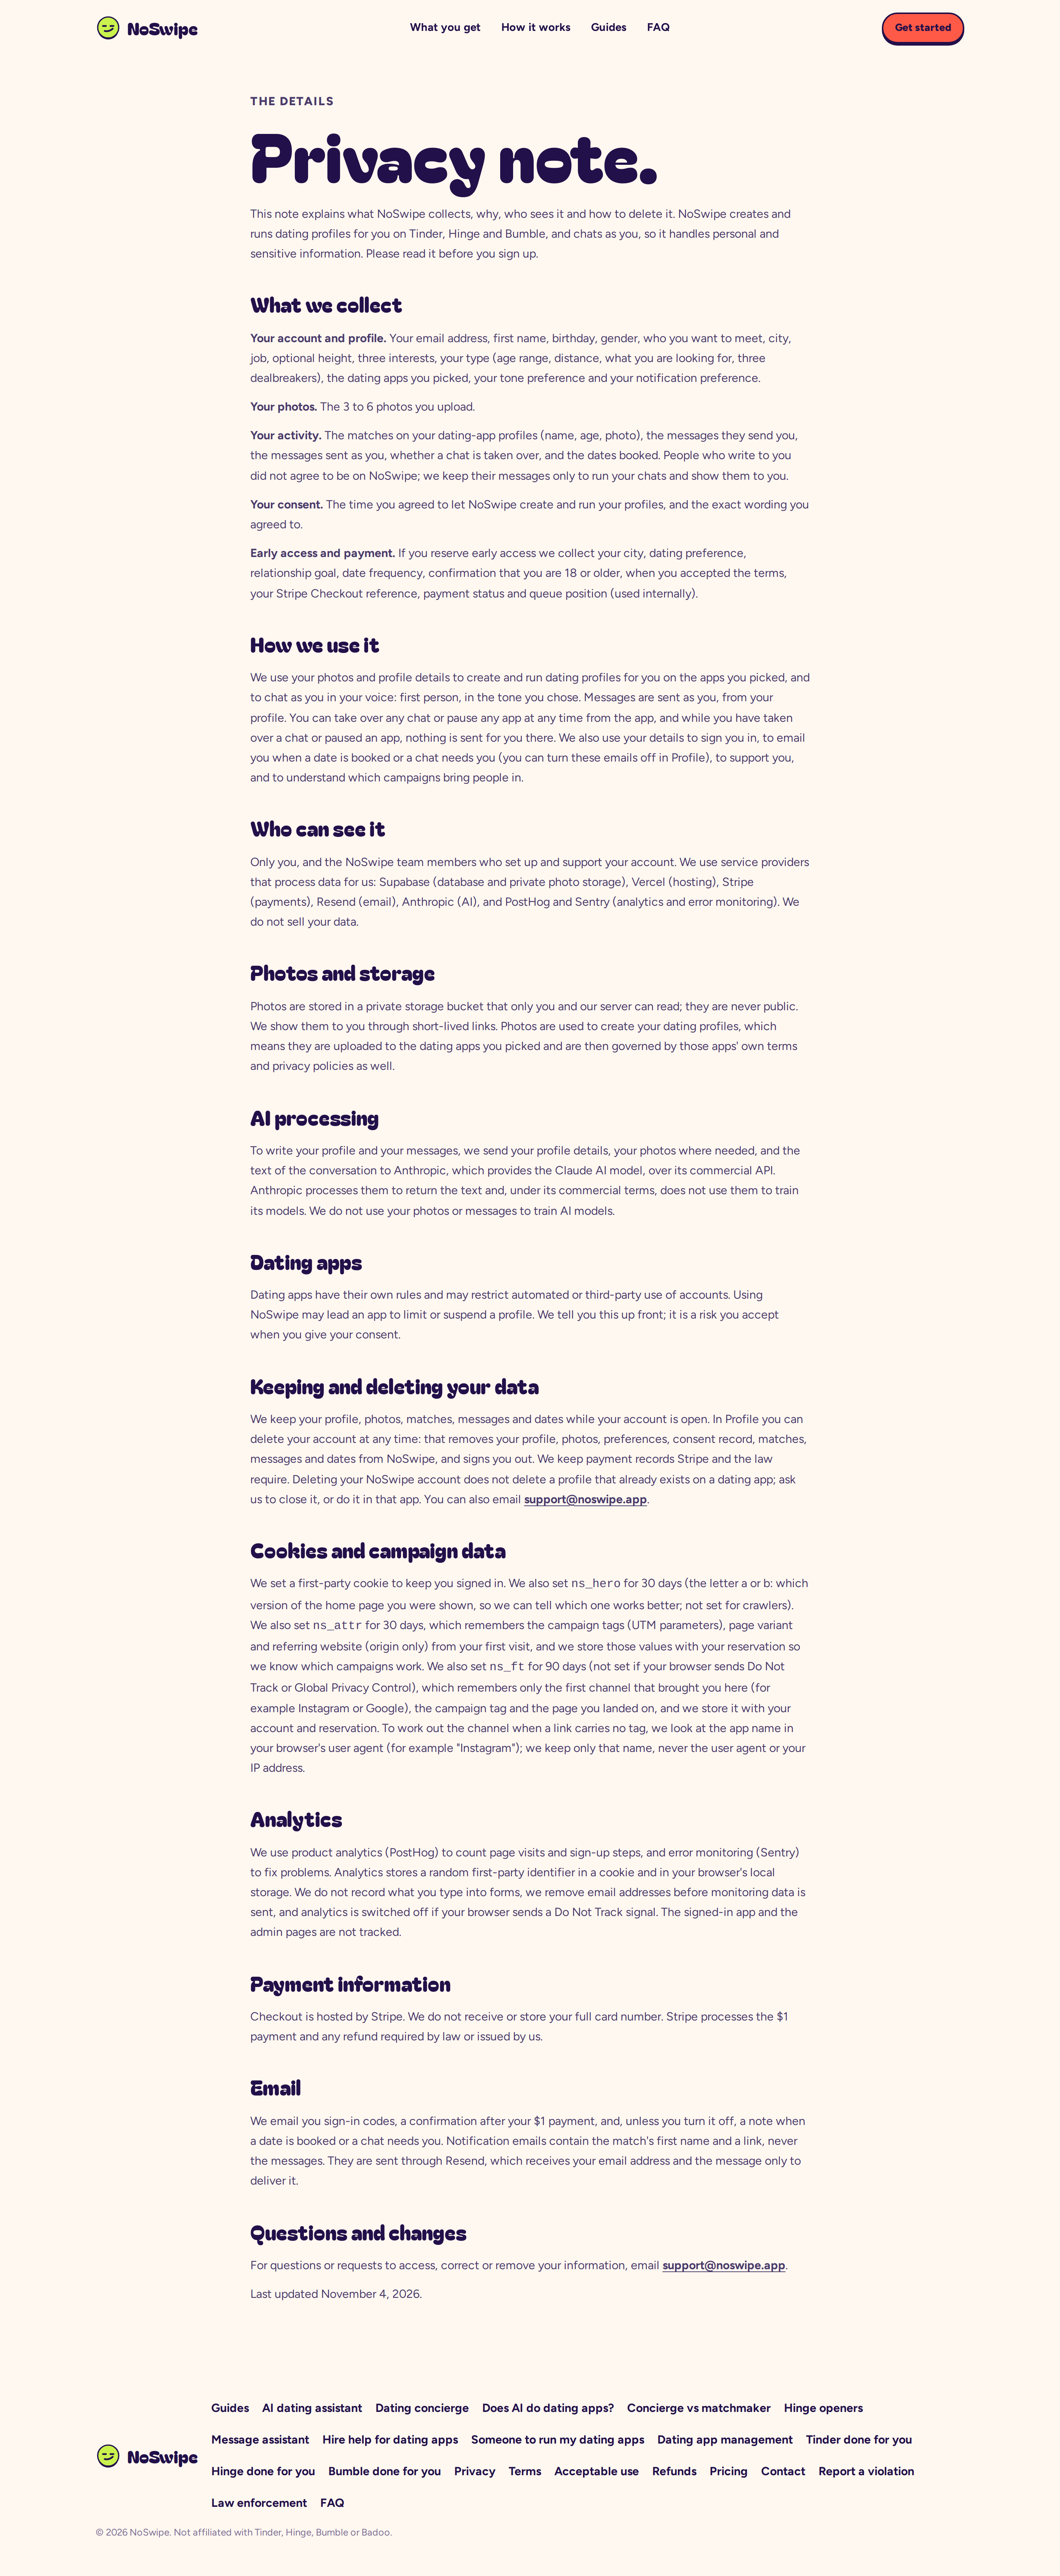 NoSwipe
What you get
How it works
Guides
FAQ
Get started
THE DETAILS
Privacy note.
This note explains what NoSwipe collects, why, who sees it and how to delete it. NoSwipe creates and
runs dating profiles for you on Tinder, Hinge and Bumble, and chats as you, so it handles personal and
sensitive information. Please read it before you sign up.
What we collect
Your account and profile. Your email address, first name, birthday, gender, who you want to meet, city,
job, optional height, three interests, your type (age range, distance, what you are looking for, three
dealbreakers), the dating apps you picked, your tone preference and your notification preference.
Your photos. The 3 to 6 photos you upload.
Your activity. The matches on your dating-app profiles (name, age, photo), the messages they send you,
the messages sent as you, whether a chat is taken over, and the dates booked. People who write to you
did not agree to be on NoSwipe; we keep their messages only to run your chats and show them to you.
Your consent. The time you agreed to let NoSwipe create and run your profiles, and the exact wording you
agreed to.
Early access and payment. If you reserve early access we collect your city, dating preference,
relationship goal, date frequency, confirmation that you are 18 or older, when you accepted the terms,
your Stripe Checkout reference, payment status and queue position (used internally).
How we use it
We use your photos and profile details to create and run dating profiles for you on the apps you picked, and
to chat as you in your voice: first person, in the tone you chose. Messages are sent as you, from your
profile. You can take over any chat or pause any app at any time from the app, and while you have taken
over a chat or paused an app, nothing is sent for you there. We also use your details to sign you in, to email
you when a date is booked or a chat needs you (you can turn these emails off in Profile), to support you,
and to understand which campaigns bring people in.
Who can see it
Only you, and the NoSwipe team members who set up and support your account. We use service providers
that process data for us: Supabase (database and private photo storage), Vercel (hosting), Stripe
(payments), Resend (email), Anthropic (AI), and PostHog and Sentry (analytics and error monitoring). We
do not sell your data.
Photos and storage
Photos are stored in a private storage bucket that only you and our server can read; they are never public.
We show them to you through short-lived links. Photos are used to create your dating profiles, which
means they are uploaded to the dating apps you picked and are then governed by those apps' own terms
and privacy policies as well.
AI processing
To write your profile and your messages, we send your profile details, your photos where needed, and the
text of the conversation to Anthropic, which provides the Claude AI model, over its commercial API.
Anthropic processes them to return the text and, under its commercial terms, does not use them to train
its models. We do not use your photos or messages to train AI models.
Dating apps
Dating apps have their own rules and may restrict automated or third-party use of accounts. Using
NoSwipe may lead an app to limit or suspend a profile. We tell you this up front; it is a risk you accept
when you give your consent.
Keeping and deleting your data
We keep your profile, photos, matches, messages and dates while your account is open. In Profile you can
delete your account at any time: that removes your profile, photos, preferences, consent record, matches,
messages and dates from NoSwipe, and signs you out. We keep payment records Stripe and the law
require. Deleting your NoSwipe account does not delete a profile that already exists on a dating app; ask
us to close it, or do it in that app. You can also email support@noswipe.app.
Cookies and campaign data
We set a first-party cookie to keep you signed in. We also set ns_hero for 30 days (the letter a or b: which
version of the home page you were shown, so we can tell which one works better; not set for crawlers).
We also set ns_attr for 30 days, which remembers the campaign tags (UTM parameters), page variant
and referring website (origin only) from your first visit, and we store those values with your reservation so
we know which campaigns work. We also set ns_ft for 90 days (not set if your browser sends Do Not
Track or Global Privacy Control), which remembers only the first channel that brought you here (for
example Instagram or Google), the campaign tag and the page you landed on, and we store it with your
account and reservation. To work out the channel when a link carries no tag, we look at the app name in
your browser's user agent (for example "Instagram"); we keep only that name, never the user agent or your
IP address.
Analytics
We use product analytics (PostHog) to count page visits and sign-up steps, and error monitoring (Sentry)
to fix problems. Analytics stores a random first-party identifier in a cookie and in your browser's local
storage. We do not record what you type into forms, we remove email addresses before monitoring data is
sent, and analytics is switched off if your browser sends a Do Not Track signal. The signed-in app and the
admin pages are not tracked.
Payment information
Checkout is hosted by Stripe. We do not receive or store your full card number. Stripe processes the $1
payment and any refund required by law or issued by us.
Email
We email you sign-in codes, a confirmation after your $1 payment, and, unless you turn it off, a note when
a date is booked or a chat needs you. Notification emails contain the match's first name and a link, never
the messages. They are sent through Resend, which receives your email address and the message only to
deliver it.
Questions and changes
For questions or requests to access, correct or remove your information, email support@noswipe.app.
Last updated November 4, 2026.
NoSwipe
Guides AI dating assistant Dating concierge Does AI do dating apps? Concierge vs matchmaker Hinge openers
Message assistant Hire help for dating apps Someone to run my dating apps Dating app management Tinder done for you
Hinge done for you Bumble done for you Privacy Terms Acceptable use Refunds Pricing Contact Report a violation
Law enforcement FAQ
© 2026 NoSwipe. Not affiliated with Tinder, Hinge, Bumble or Badoo.